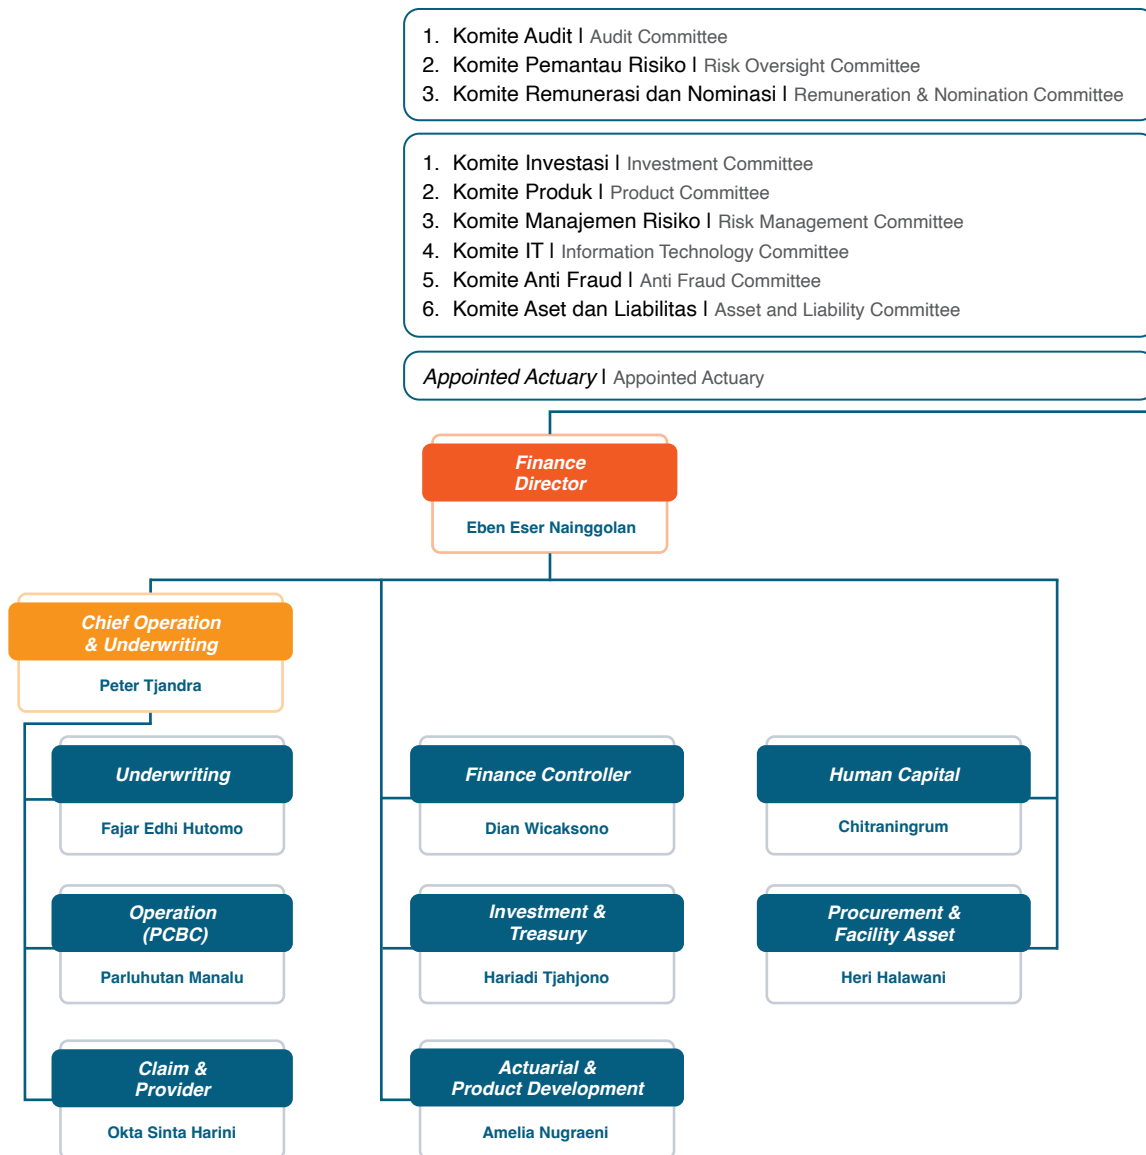 1. Komite Audit | Audit Committee
2. Komite Pemantau Risiko | Risk Oversight Committee
3. Komite Remunerasi dan Nominasi | Remuneration & Nomination Committee
1. Komite Investasi | Investment Committee
2. Komite Produk | Product Committee
3. Komite Manajemen Risiko | Risk Management Committee
4. Komite IT | Information Technology Committee
5. Komite Anti Fraud | Anti Fraud Committee
6. Komite Aset dan Liabilitas | Asset and Liability Committee
Appointed Actuary | Appointed Actuary
Finance
Director
Eben Eser Nainggolan
Chief Operation
& Underwriting
Peter Tjandra
Underwriting
Fajar Edhi Hutomo
Operation
(PCBC)
Parluhutan Manalu
Claim &
Provider
Okta Sinta Harini
Finance Controller
Dian Wicaksono
Investment &
Treasury
Hariadi Tjahjono
Actuarial &
Product Development
Amelia Nugraeni
Human Capital
Chitraningrum
Procurement &
Facility Asset
Heri Halawani